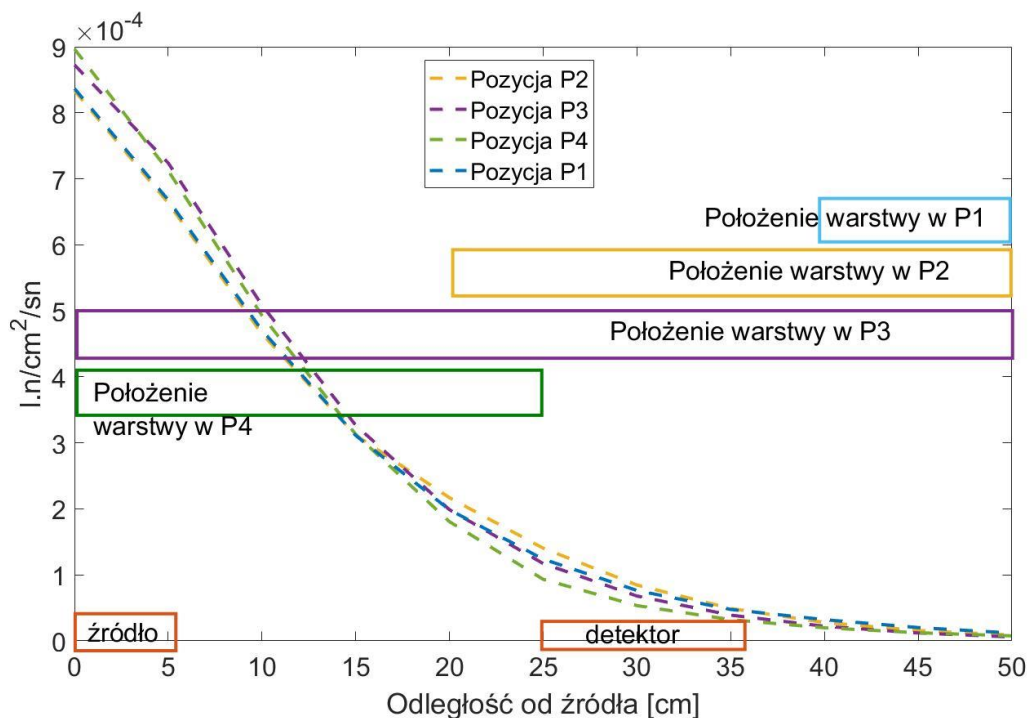 ×10⁻⁴
9
8
7
6
5
4
3
2
1
0
l.n/cm²/sn
Pozycja P2
Pozycja P3
Pozycja P4
Pozycja P1
Położenie warstwy w P1
Położenie warstwy w P2
Położenie warstwy w P3
Położenie
warstwy w P4
źródło
detektor
0 5 10 15 20 25 30 35 40 45 50
Odległość od źródła [cm]